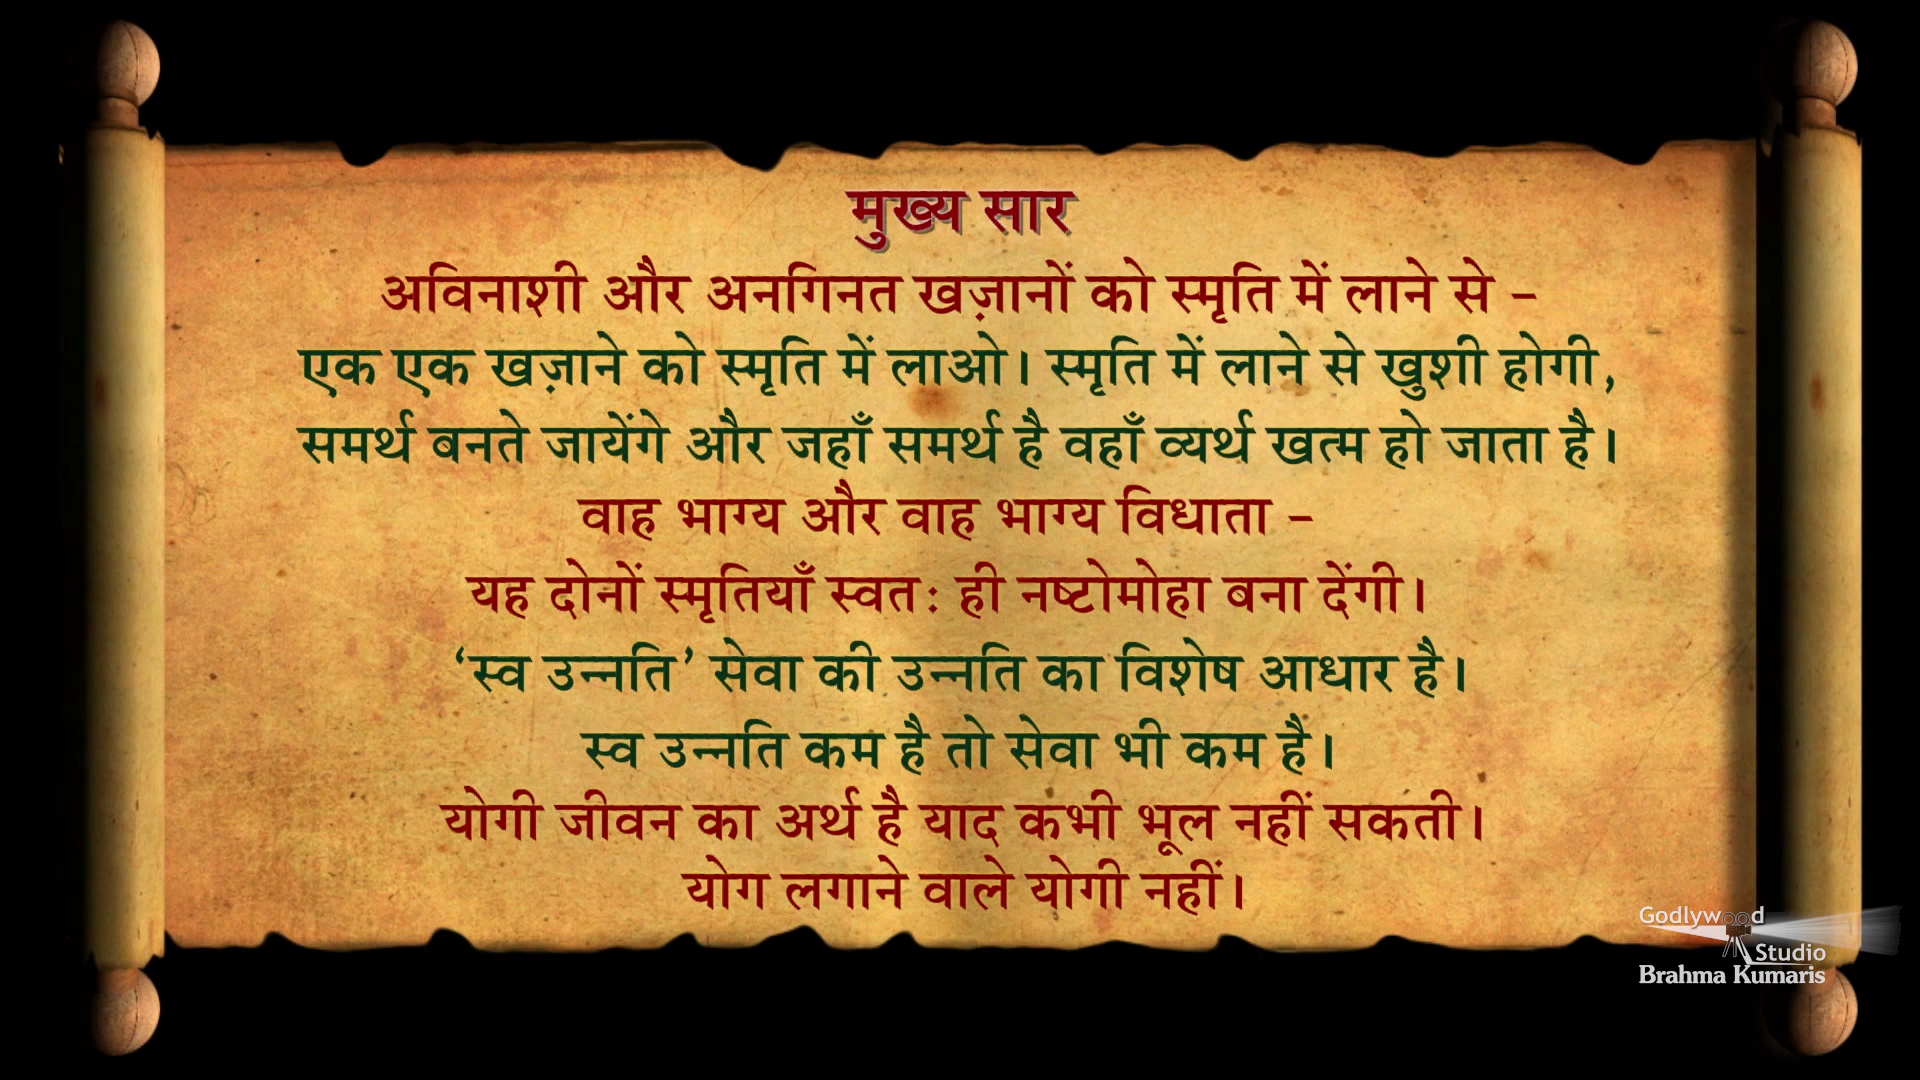 मुख्य सार
अविनाशी और अनगिनत खज़ानों को स्मृति में लाने से -
एक एक खज़ाने को स्मृति में लाओ। स्मृति में लाने से खुशी होगी,
समर्थ बनते जायेंगे और जहाँ समर्थ है वहाँ व्यर्थ खत्म हो जाता है।
वाह भाग्य और वाह भाग्य विधाता -
यह दोनों स्मृतियाँ स्वतः ही नष्टोमोहा बना देंगी।
‘स्व उन्नति’ सेवा की उन्नति का विशेष आधार है।
स्व उन्नति कम है तो सेवा भी कम है।
योगी जीवन का अर्थ है याद कभी भूल नहीं सकती।
योग लगाने वाले योगी नहीं।
Godlywood
Studio
Brahma Kumaris